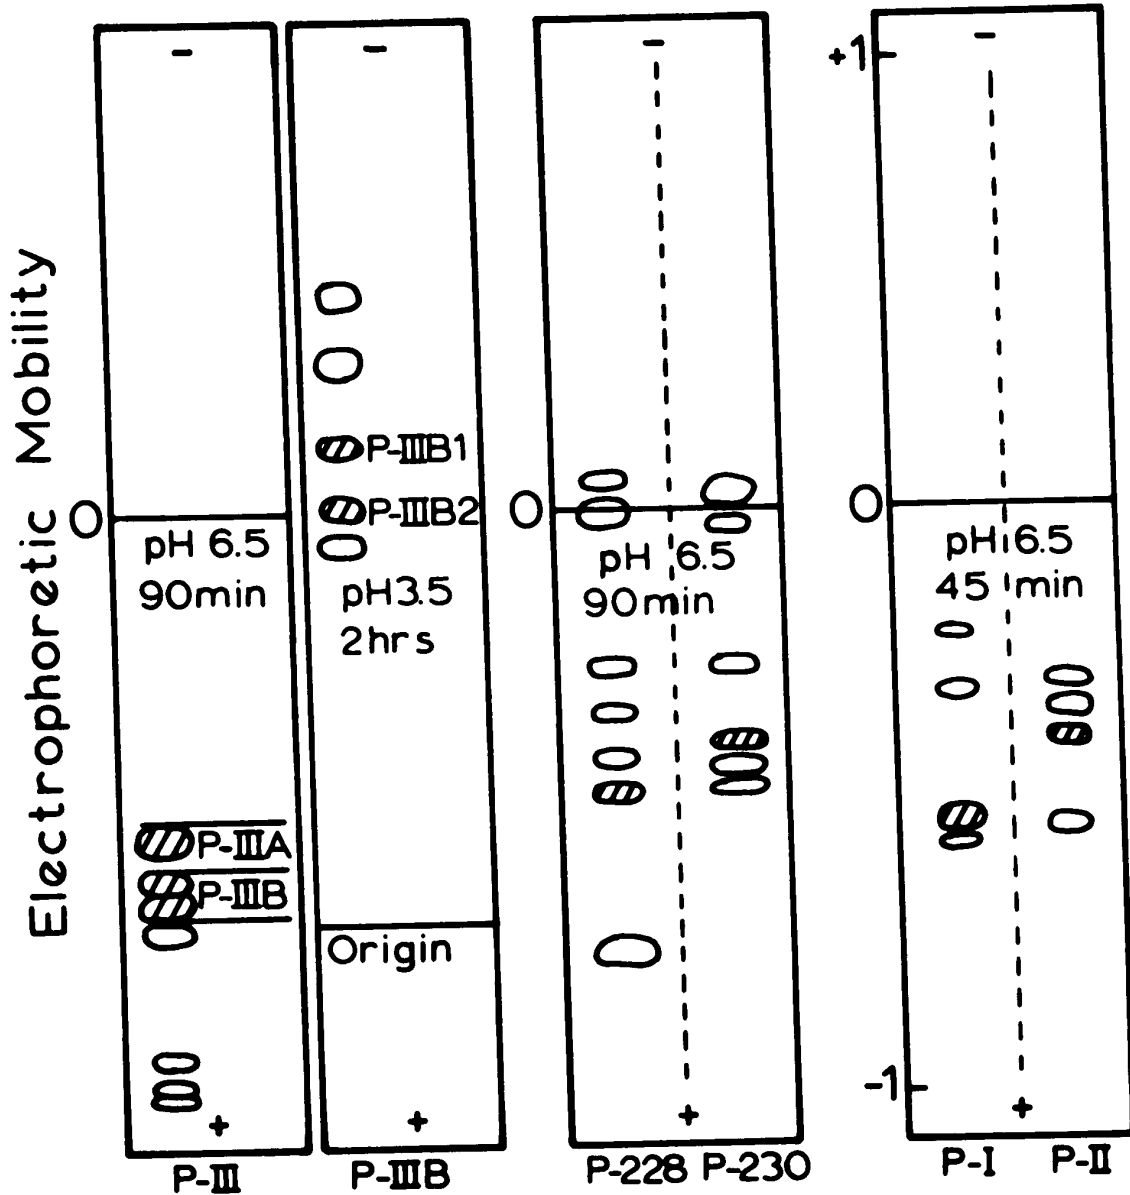 Electrophoretic Mobility
−
O
pH 6.5
90min
P-IIIA
P-IIIB
+
P-III
−
P-IIIB1
P-IIIB2
pH3.5
2hrs
Origin
+
P-IIIB
−
O
pH 6.5
90min
+
P-228 P-230
+1
−
O
pH 6.5
45 min
-1
+
P-I P-II